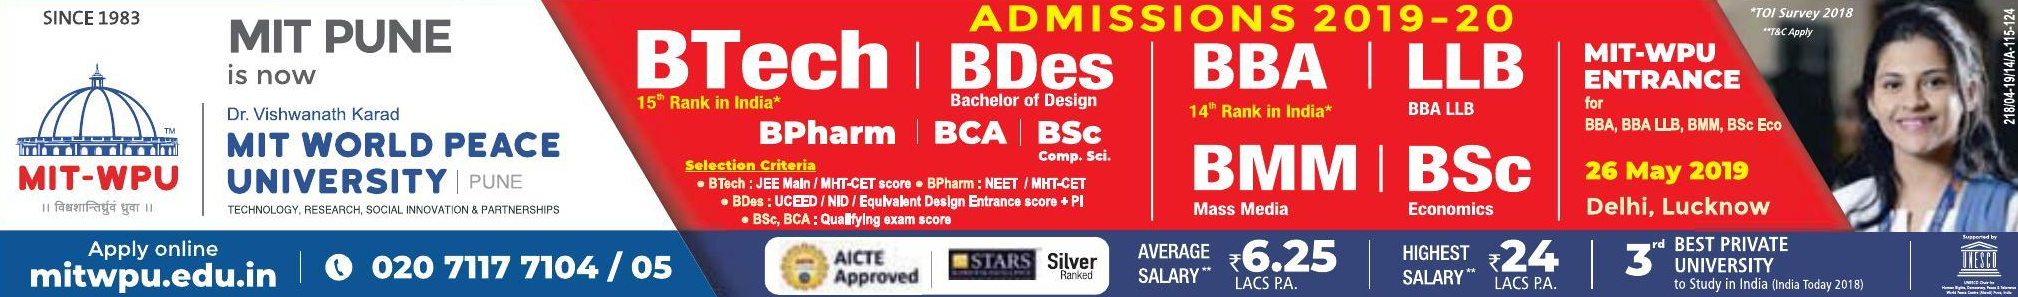 SINCE 1983
MIT-WPU
TM
।। विश्वशान्तिर्ध्रुवं ध्रुवा ।।
MIT PUNE
is now
Dr. Vishwanath Karad
MIT WORLD PEACE
UNIVERSITY | PUNE
TECHNOLOGY, RESEARCH, SOCIAL INNOVATION & PARTNERSHIPS
ADMISSIONS 2019-20
BTech
15th Rank in India*
BDes
Bachelor of Design
BPharm | BCA | BSc
Comp. Sci.
Selection Criteria
• BTech : JEE Main / MHT-CET score • BPharm : NEET / MHT-CET
• BDes : UCEED / NID / Equivalent Design Entrance score + PI
• BSc, BCA : Qualifying exam score
BBA
14th Rank in India*
LLB
BBA LLB
BMM
Mass Media
BSc
Economics
MIT-WPU
ENTRANCE
for
BBA, BBA LLB, BMM, BSc Eco
26 May 2019
Delhi, Lucknow
*TOI Survey 2018
**T&C Apply
218/04-19/14/A-115-124
Apply online
mitwpu.edu.in
020 7117 7104 / 05
AICTE
Approved
STARS
Silver
Ranked
AVERAGE
SALARY**
₹6.25
LACS P.A.
HIGHEST
SALARY**
₹24
LACS P.A.
3rd BEST PRIVATE
UNIVERSITY
to Study in India (India Today 2018)
Supported by
UNESCO